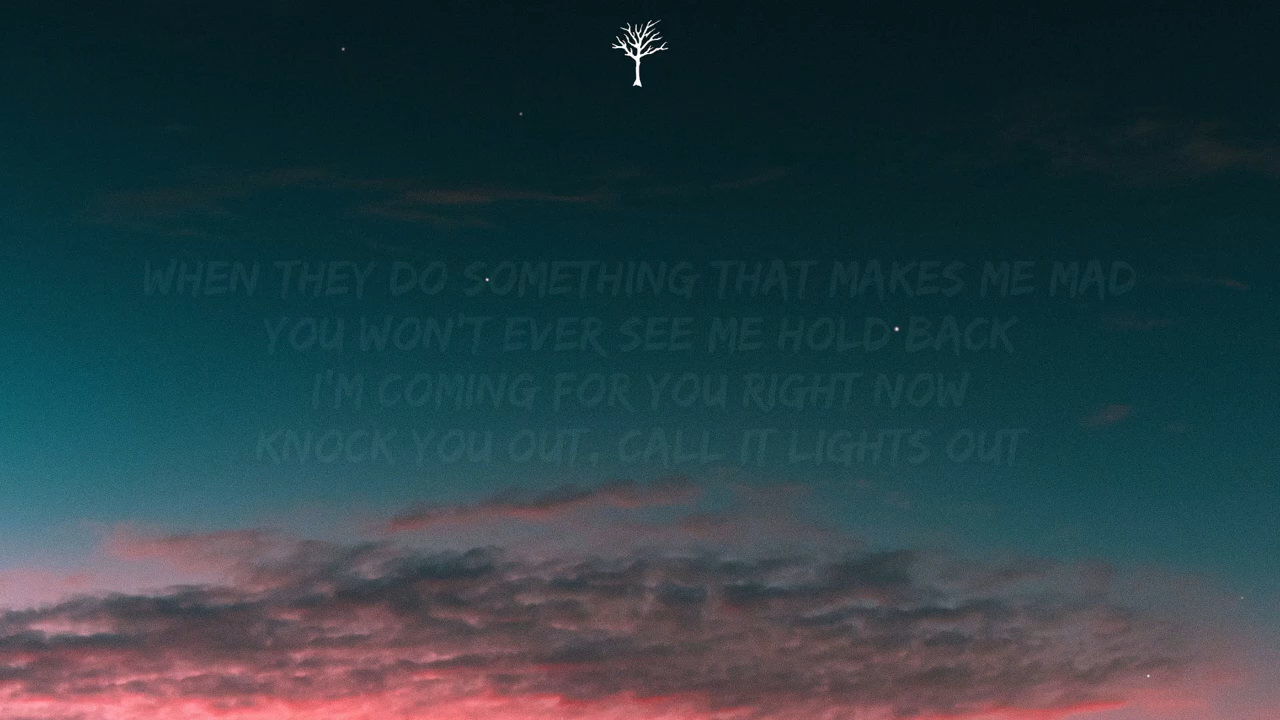 WHEN THEY DO SOMETHING THAT MAKES ME MAD
YOU WON'T EVER SEE ME HOLD BACK
I'M COMING FOR YOU RIGHT NOW
KNOCK YOU OUT, CALL IT LIGHTS OUT